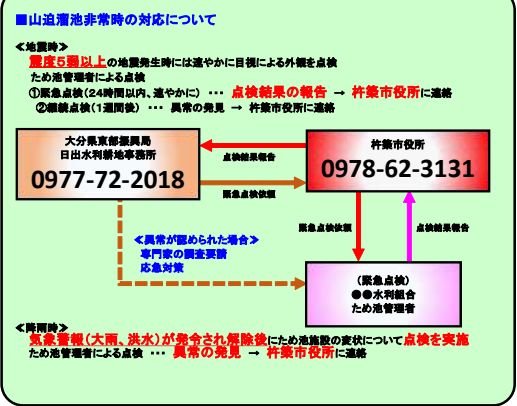 ■山迫溜池非常時の対応について
≪地震時≫
震度5弱以上の地震発生時には速やかに目視による外観を点検
ため池管理者による点検
①緊急点検(24時間以内、速やかに) … 点検結果の報告 → 杵築市役所に連絡
②継続点検(1週間後) … 異常の発見 → 杵築市役所に連絡
大分県東部振興局
日出水利耕地事務所
0977-72-2018
点検結果報告
緊急点検依頼
杵築市役所
0978-62-3131
緊急点検依頼
点検結果報告
≪異常が認められた場合≫
専門家の調査要請
応急対策
(緊急点検)
●●水利組合
ため池管理者
≪降雨時≫
気象警報(大雨、洪水)が発令され解除後にため池施設の変状について点検を実施
ため池管理者による点検 … 異常の発見 → 杵築市役所に連絡